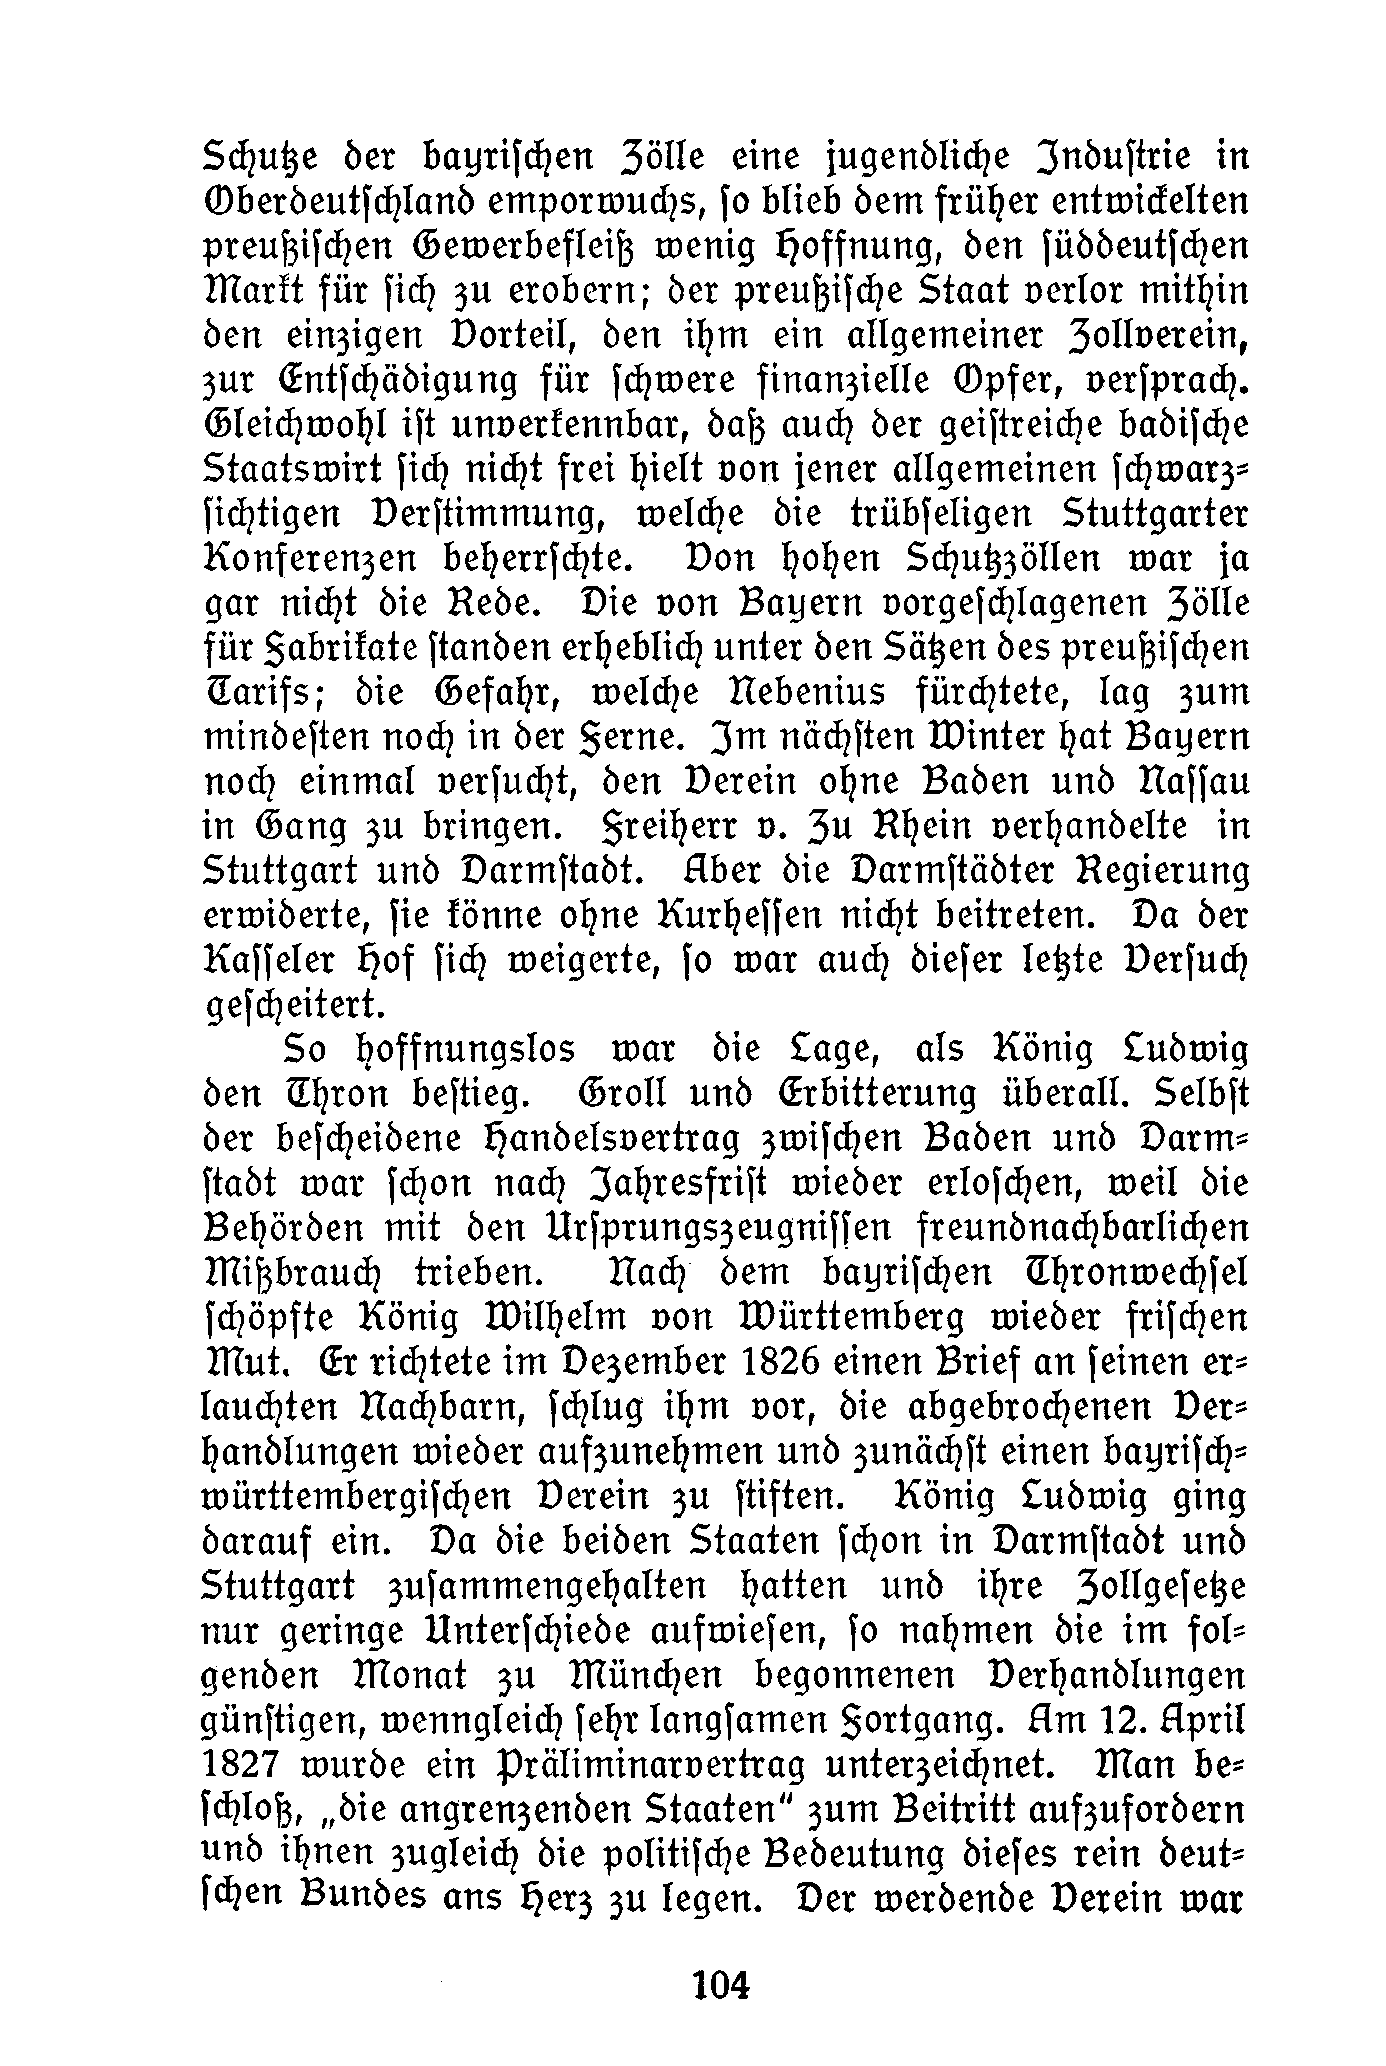 Schutze der bayrischen Zölle eine jugendliche Industrie in
Oberdeutschland emporwuchs, so blieb dem früher entwickelten
preußischen Gewerbefleiß wenig Hoffnung, den süddeutschen
Markt für sich zu erobern; der preußische Staat verlor mithin
den einzigen Vorteil, den ihm ein allgemeiner Zollverein,
zur Entschädigung für schwere finanzielle Opfer, versprach.
Gleichwohl ist unverkennbar, daß auch der geistreiche badische
Staatswirt sich nicht frei hielt von jener allgemeinen schwarz-
sichtigen Verstimmung, welche die trübseligen Stuttgarter
Konferenzen beherrschte. Von hohen Schutzzöllen war ja
gar nicht die Rede. Die von Bayern vorgeschlagenen Zölle
für Fabrikate standen erheblich unter den Sätzen des preußischen
Tarifs; die Gefahr, welche Nebenius fürchtete, lag zum
mindesten noch in der Ferne. Im nächsten Winter hat Bayern
noch einmal versucht, den Verein ohne Baden und Nassau
in Gang zu bringen. Freiherr v. Zu Rhein verhandelte in
Stuttgart und Darmstadt. Aber die Darmstädter Regierung
erwiderte, sie könne ohne Kurhessen nicht beitreten. Da der
Kasseler Hof sich weigerte, so war auch dieser letzte Versuch
gescheitert.
So hoffnungslos war die Lage, als König Ludwig
den Thron bestieg. Groll und Erbitterung überall. Selbst
der bescheidene Handelsvertrag zwischen Baden und Darm-
stadt war schon nach Jahresfrist wieder erloschen, weil die
Behörden mit den Ursprungszeugnissen freundnachbarlichen
Mißbrauch trieben. Nach dem bayrischen Thronwechsel
schöpfte König Wilhelm von Württemberg wieder frischen
Mut. Er richtete im Dezember 1826 einen Brief an seinen er-
lauchten Nachbarn, schlug ihm vor, die abgebrochenen Ver-
handlungen wieder aufzunehmen und zunächst einen bayrisch-
württembergischen Verein zu stiften. König Ludwig ging
darauf ein. Da die beiden Staaten schon in Darmstadt und
Stuttgart zusammengehalten hatten und ihre Zollgesetze
nur geringe Unterschiede aufwiesen, so nahmen die im fol-
genden Monat zu München begonnenen Verhandlungen
günstigen, wenngleich sehr langsamen Fortgang. Am 12. April
1827 wurde ein Präliminarvertrag unterzeichnet. Man be-
schloß, „die angrenzenden Staaten“ zum Beitritt aufzufordern
und ihnen zugleich die politische Bedeutung dieses rein deut-
schen Bundes ans Herz zu legen. Der werdende Verein war
104